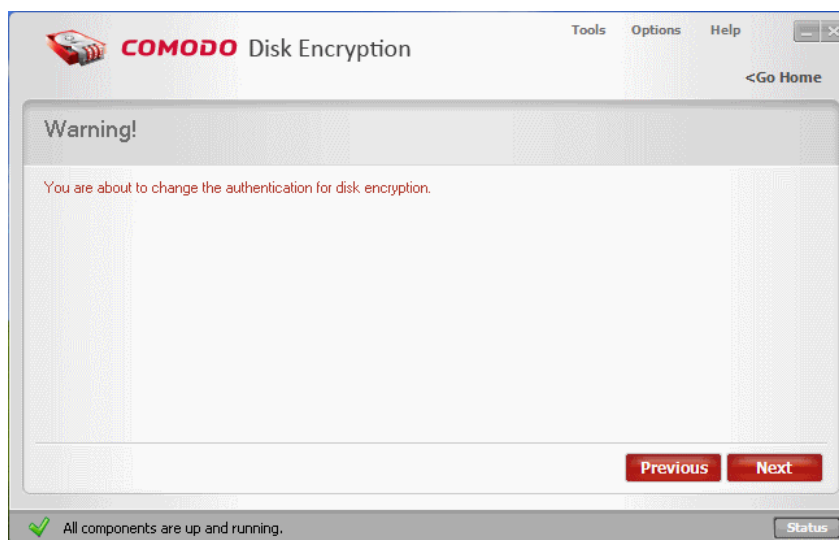 COMODO Disk Encryption
Tools Options Help
<Go Home
Warning!
You are about to change the authentication for disk encryption.
Previous Next
All components are up and running.
Status